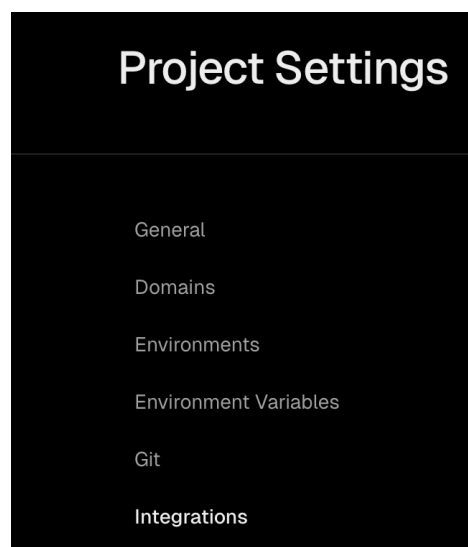 Project Settings
General
Domains
Environments
Environment Variables
Git
Integrations